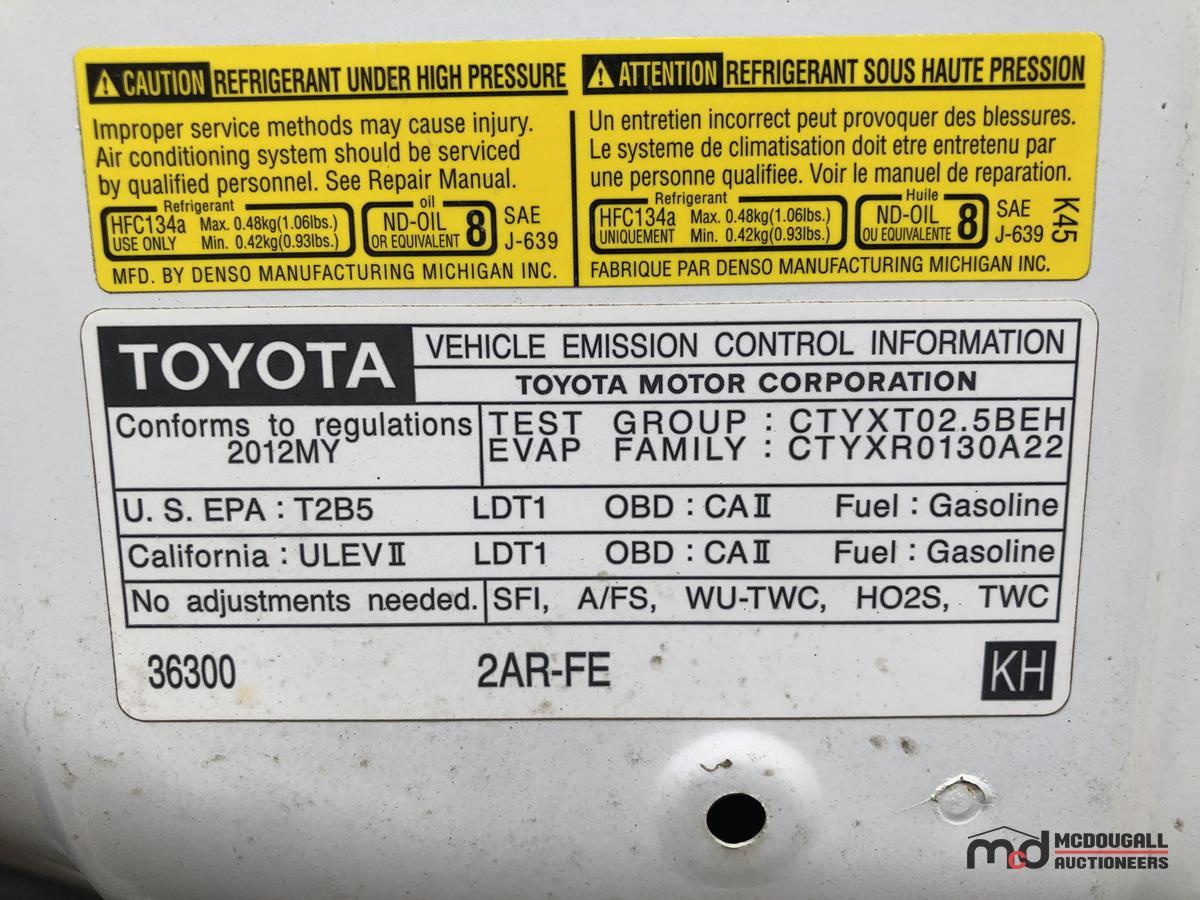 CAUTION REFRIGERANT UNDER HIGH PRESSURE
Improper service methods may cause injury.
Air conditioning system should be serviced
by qualified personnel. See Repair Manual.
Refrigerant
HFC134a Max. 0.48kg(1.06lbs.)
USE ONLY Min. 0.42kg(0.93lbs.)
oil
ND-OIL 8
OR EQUIVALENT
SAE
J-639
MFD. BY DENSO MANUFACTURING MICHIGAN INC.
ATTENTION REFRIGERANT SOUS HAUTE PRESSION
Un entretien incorrect peut provoquer des blessures.
Le systeme de climatisation doit etre entretenu par
une personne qualifiee. Voir le manuel de reparation.
Refrigerant
HFC134a Max. 0.48kg(1.06lbs.)
UNIQUEMENT Min. 0.42kg(0.93lbs.)
Huile
ND-OIL 8
OU EQUIVALENTE
SAE
J-639
K45
FABRIQUE PAR DENSO MANUFACTURING MICHIGAN INC.
TOYOTA
VEHICLE EMISSION CONTROL INFORMATION
TOYOTA MOTOR CORPORATION
Conforms to regulations
2012MY
TEST GROUP : CTYXT02.5BEH
EVAP FAMILY : CTYXR0130A22
U. S. EPA : T2B5 LDT1 OBD : CAⅡ Fuel : Gasoline
California : ULEVⅡ LDT1 OBD : CAⅡ Fuel : Gasoline
No adjustments needed. SFI, A/FS, WU-TWC, HO2S, TWC
36300 2AR-FE KH
mcd MCDOUGALL
AUCTIONEERS